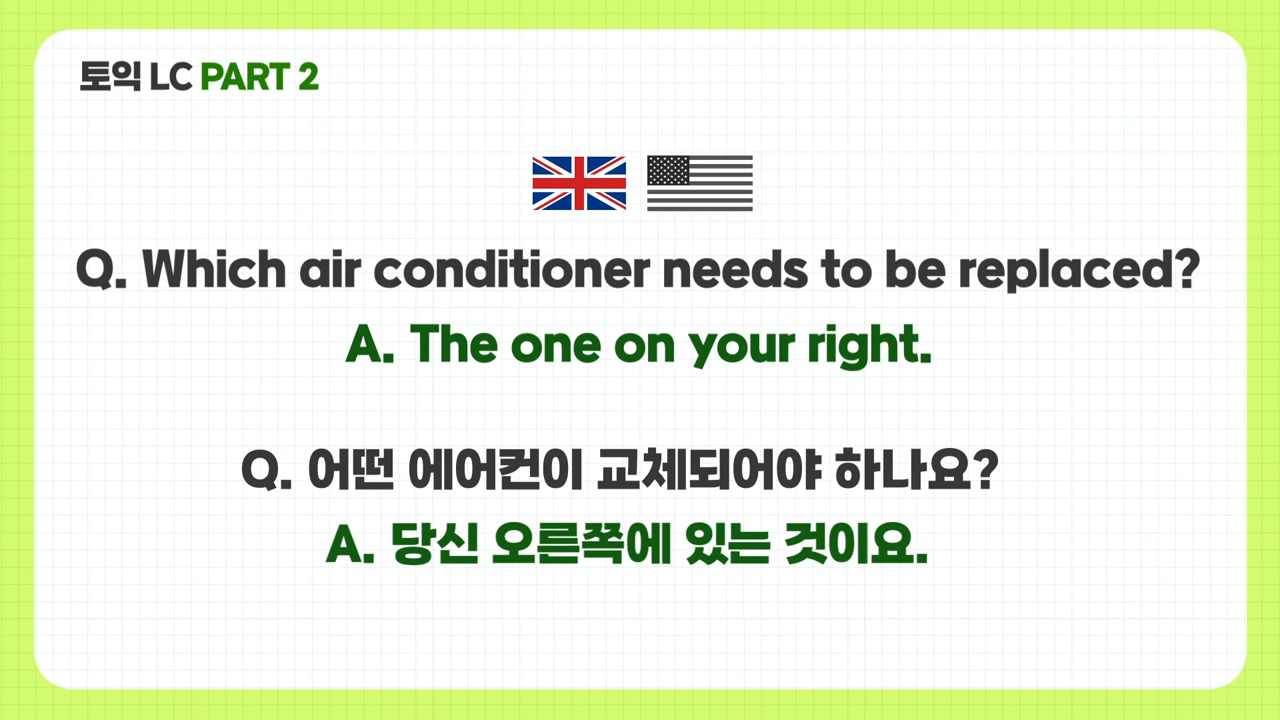 토익 LC PART 2
Q. Which air conditioner needs to be replaced?
A. The one on your right.
Q. 어떤 에어컨이 교체되어야 하나요?
A. 당신 오른쪽에 있는 것이요.